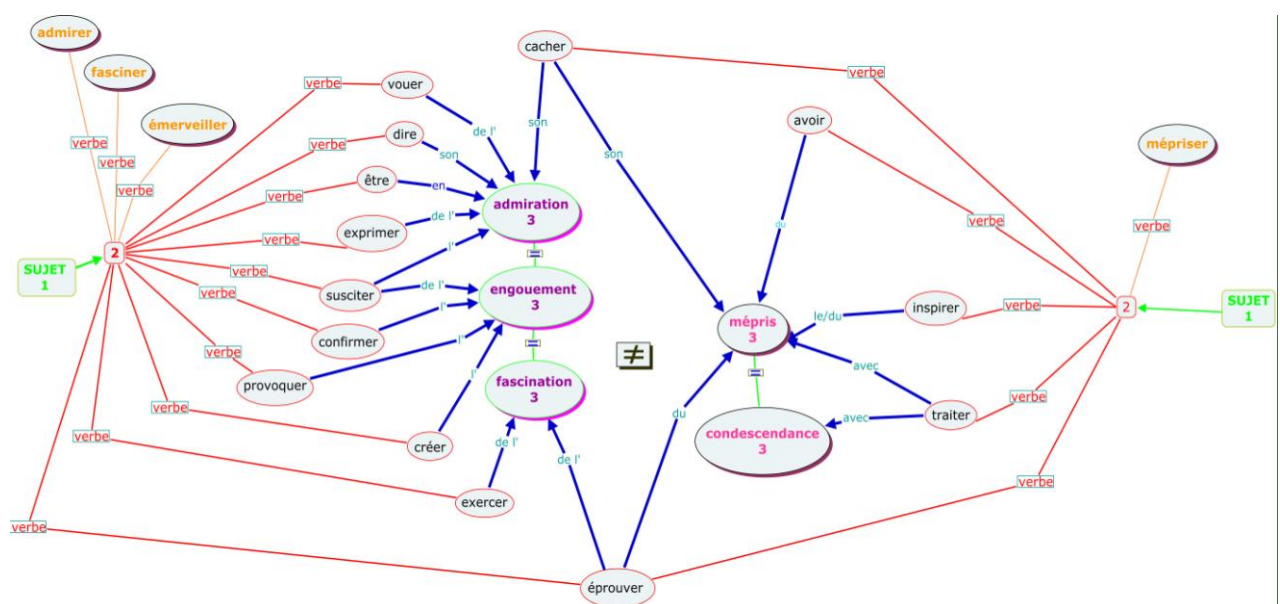 admirer
cacher
fasciner
verbe
verbe
vouer
émerveiller
avoir
de l'
son
dire
verbe
verbe
mépriser
son
son
verbe
verbe
verbe
être
en
admiration
3
verbe
verbe
verbe
exprimer
de l'
du
verbe
verbe
l'
2
SUJET
1
verbe
susciter
de l'
engouement
3
verbe
l'
confirmer
inspirer
verbe
2
SUJET
1
le/du
mépris
3
verbe
l'
≠
provoquer
fascination
3
avec
l'
verbe
verbe
du
condescendance
3
avec
traiter
verbe
créer
de l'
de l'
exercer
verbe
verbe
éprouver